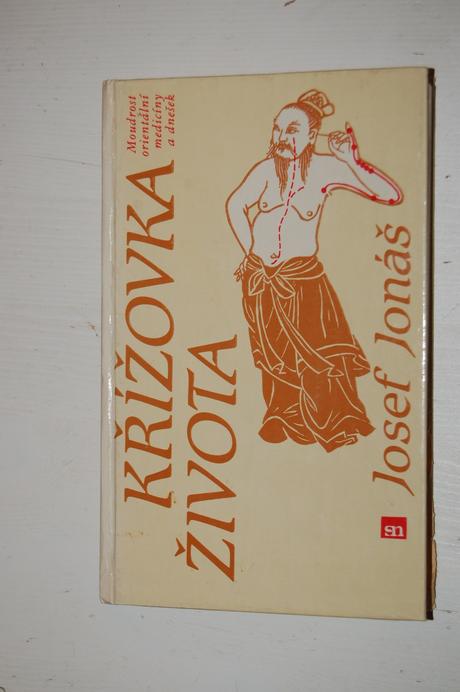 KŘÍŽOVKA
ŽIVOTA
Moudrost
orientální
medicíny
a dnešek
Josef Jonáš
sn